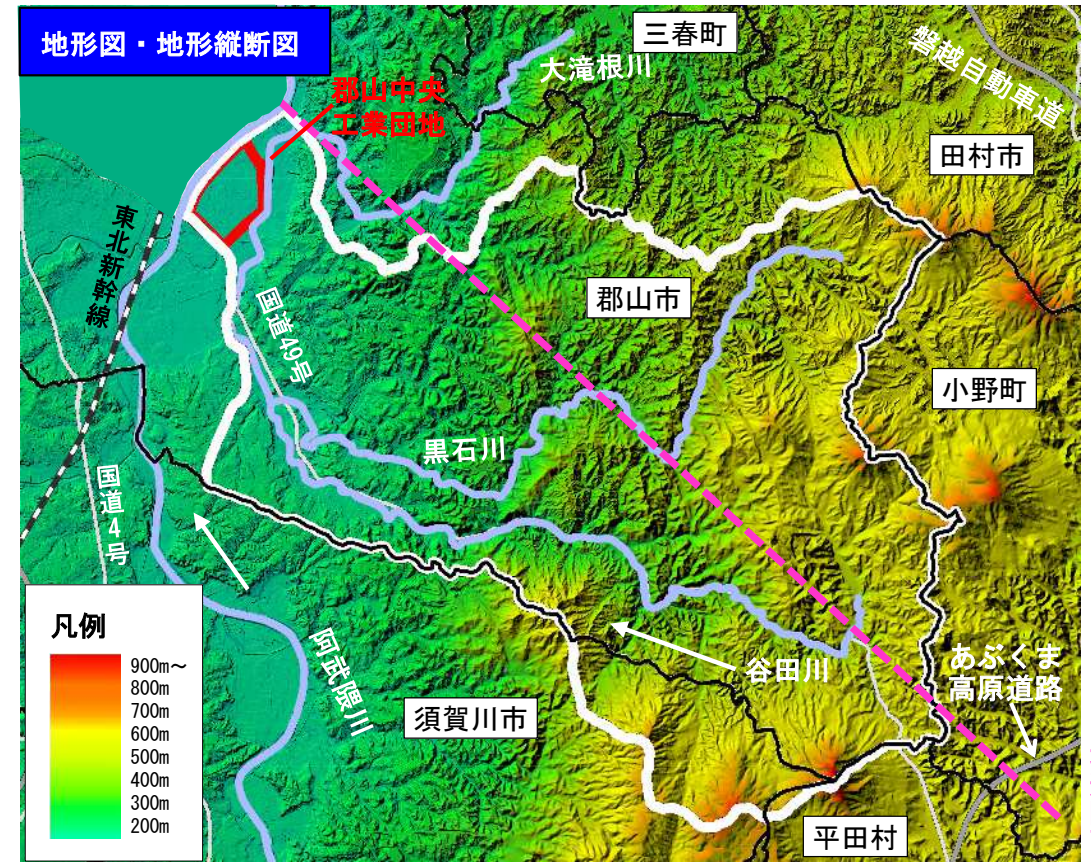 地形図・地形縦断図
三春町
大滝根川
磐越自動車道
郡山中央
工業団地
田村市
東北新幹線
郡山市
国道49号
小野町
黒石川
国道4号
凡例
900m～
800m
700m
600m
500m
400m
300m
200m
阿武隈川
須賀川市
谷田川
あぶくま
高原道路
平田村